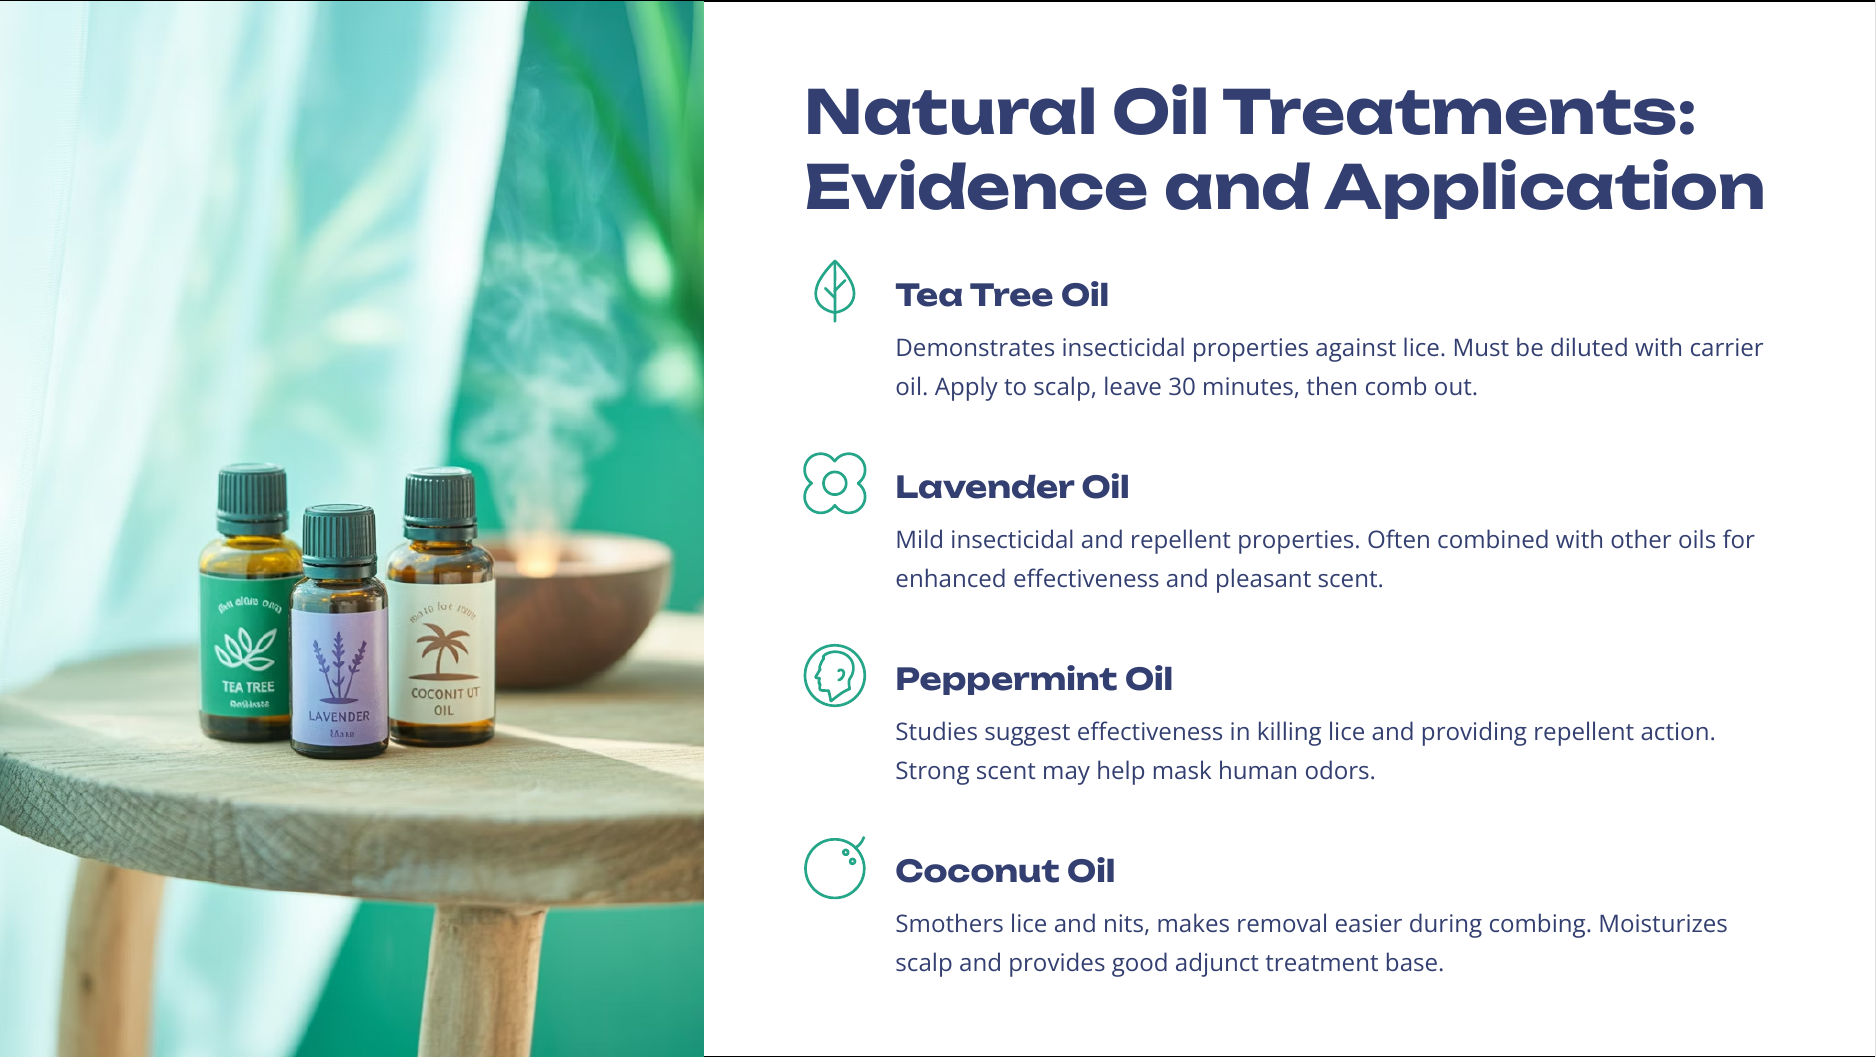 Natural Oil Treatments:
Evidence and Application
Tea Tree Oil
Demonstrates insecticidal properties against lice. Must be diluted with carrier
oil. Apply to scalp, leave 30 minutes, then comb out.
Lavender Oil
Mild insecticidal and repellent properties. Often combined with other oils for
enhanced effectiveness and pleasant scent.
Peppermint Oil
Studies suggest effectiveness in killing lice and providing repellent action.
Strong scent may help mask human odors.
Coconut Oil
Smothers lice and nits, makes removal easier during combing. Moisturizes
scalp and provides good adjunct treatment base.
TEA TREE
LAVENDER
COCONIT UT
OIL